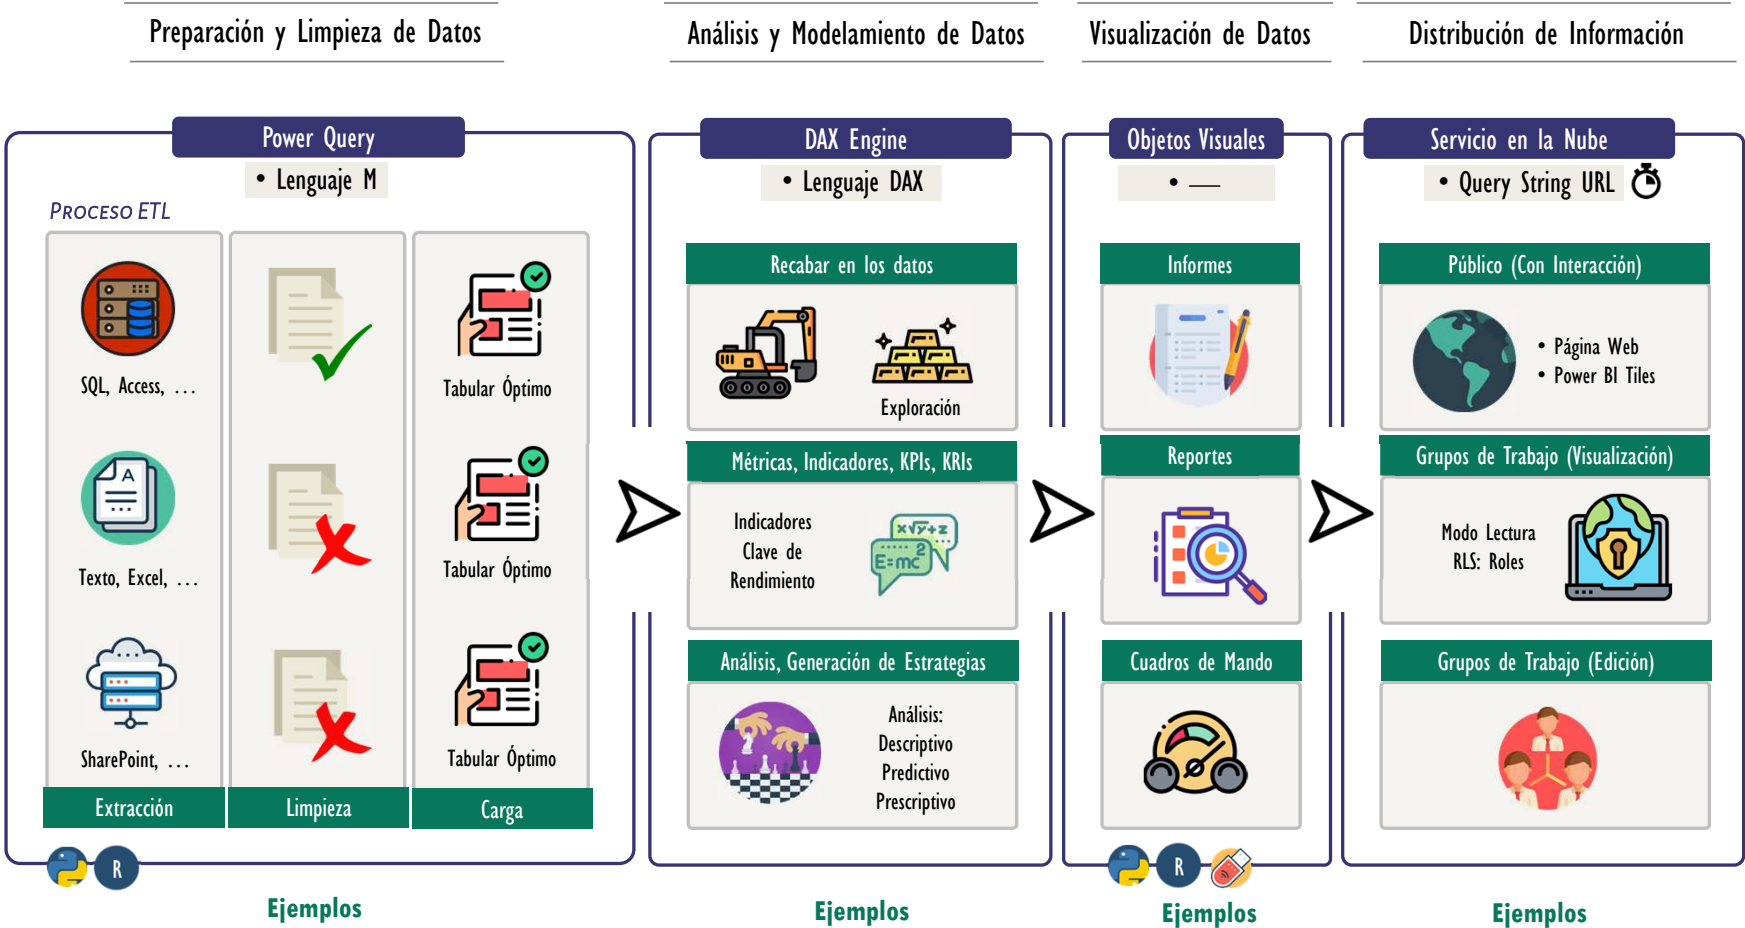 Preparación y Limpieza de Datos
Análisis y Modelamiento de Datos
Visualización de Datos
Distribución de Información
Power Query
• Lenguaje M
PROCESO ETL
SQL, Access, ...
Texto, Excel, ...
SharePoint, ...
Extracción
Limpieza
Tabular Óptimo
Tabular Óptimo
Tabular Óptimo
Carga
R
Ejemplos
DAX Engine
• Lenguaje DAX
Recabar en los datos
Exploración
Métricas, Indicadores, KPIs, KRIs
Indicadores
Clave de
Rendimiento
x√y+z
E=mc²
Análisis, Generación de Estrategias
Análisis:
Descriptivo
Predictivo
Prescriptivo
Ejemplos
Objetos Visuales
• —
Informes
Reportes
Cuadros de Mando
R
Ejemplos
Servicio en la Nube
• Query String URL
Público (Con Interacción)
• Página Web
• Power BI Tiles
Grupos de Trabajo (Visualización)
Modo Lectura
RLS: Roles
Grupos de Trabajo (Edición)
Ejemplos
A